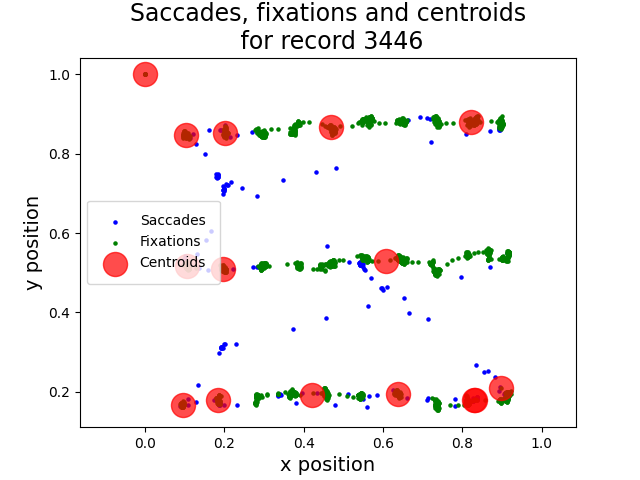 Saccades, fixations and centroids
for record 3446
1.0
0.8
0.6
0.4
0.2
y position
Saccades
Fixations
Centroids
0.0
0.2
0.4
0.6
0.8
1.0
x position